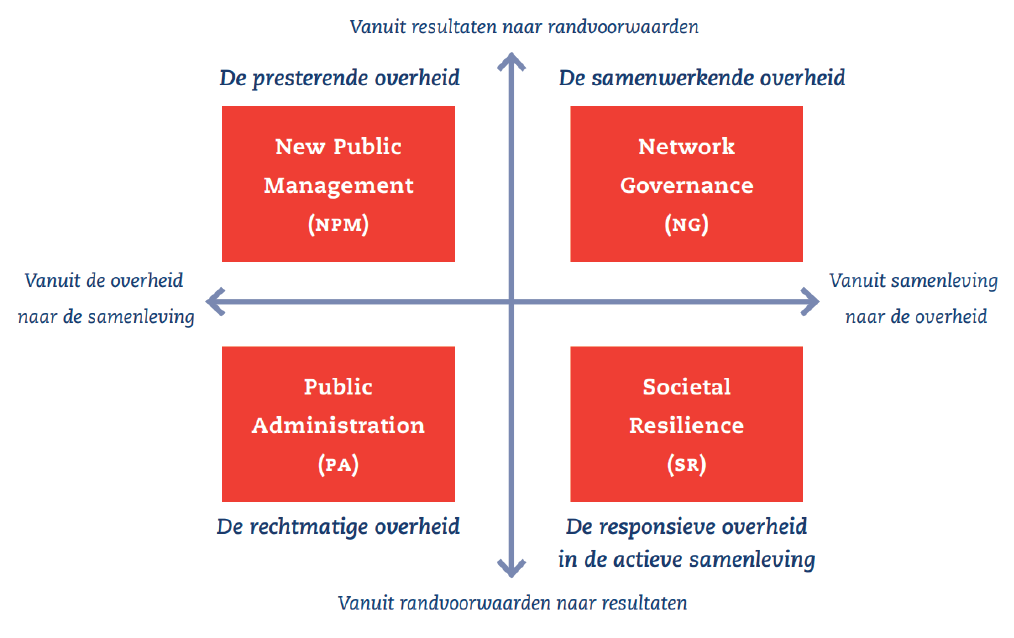 Vanuit resultaten naar randvoorwaarden
De presterende overheid
De samenwerkende overheid
New Public
Management
(NPM)
Network
Governance
(NG)
Vanuit de overheid
naar de samenleving
Vanuit samenleving
naar de overheid
Public
Administration
(PA)
Societal
Resilience
(SR)
De rechtmatige overheid
De responsieve overheid
in de actieve samenleving
Vanuit randvoorwaarden naar resultaten